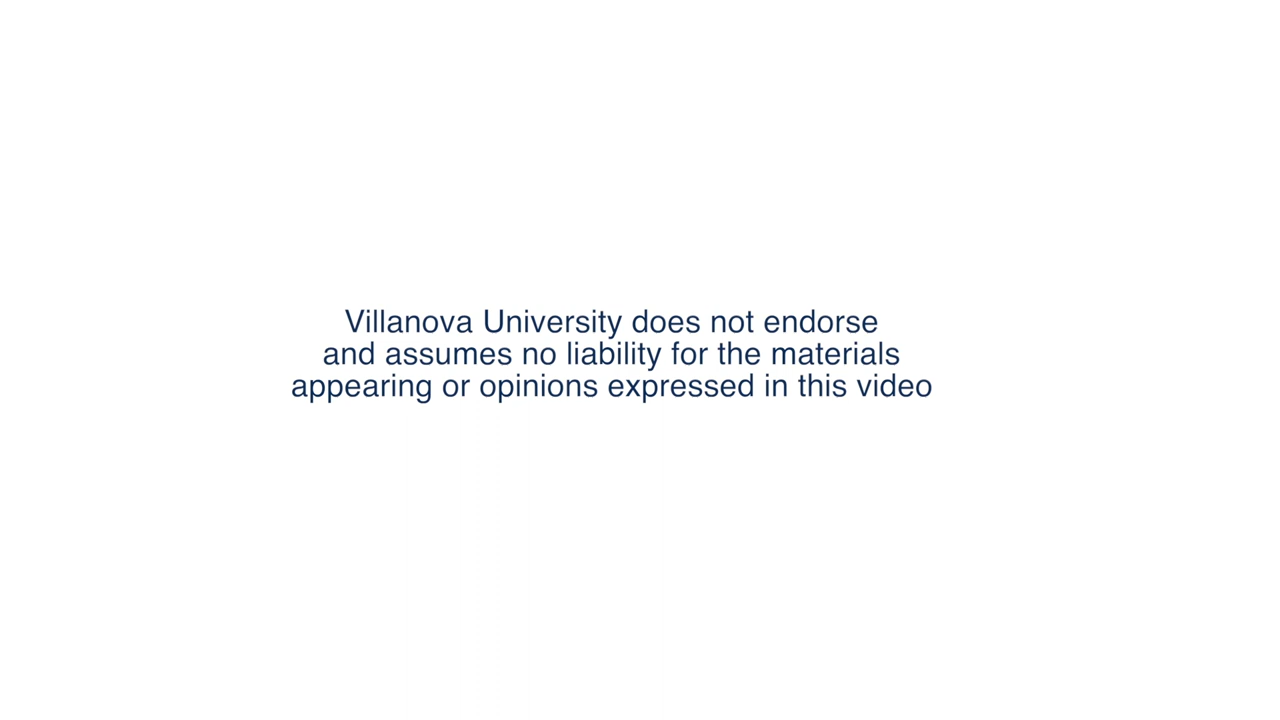 Villanova University does not endorse
and assumes no liability for the materials
appearing or opinions expressed in this video